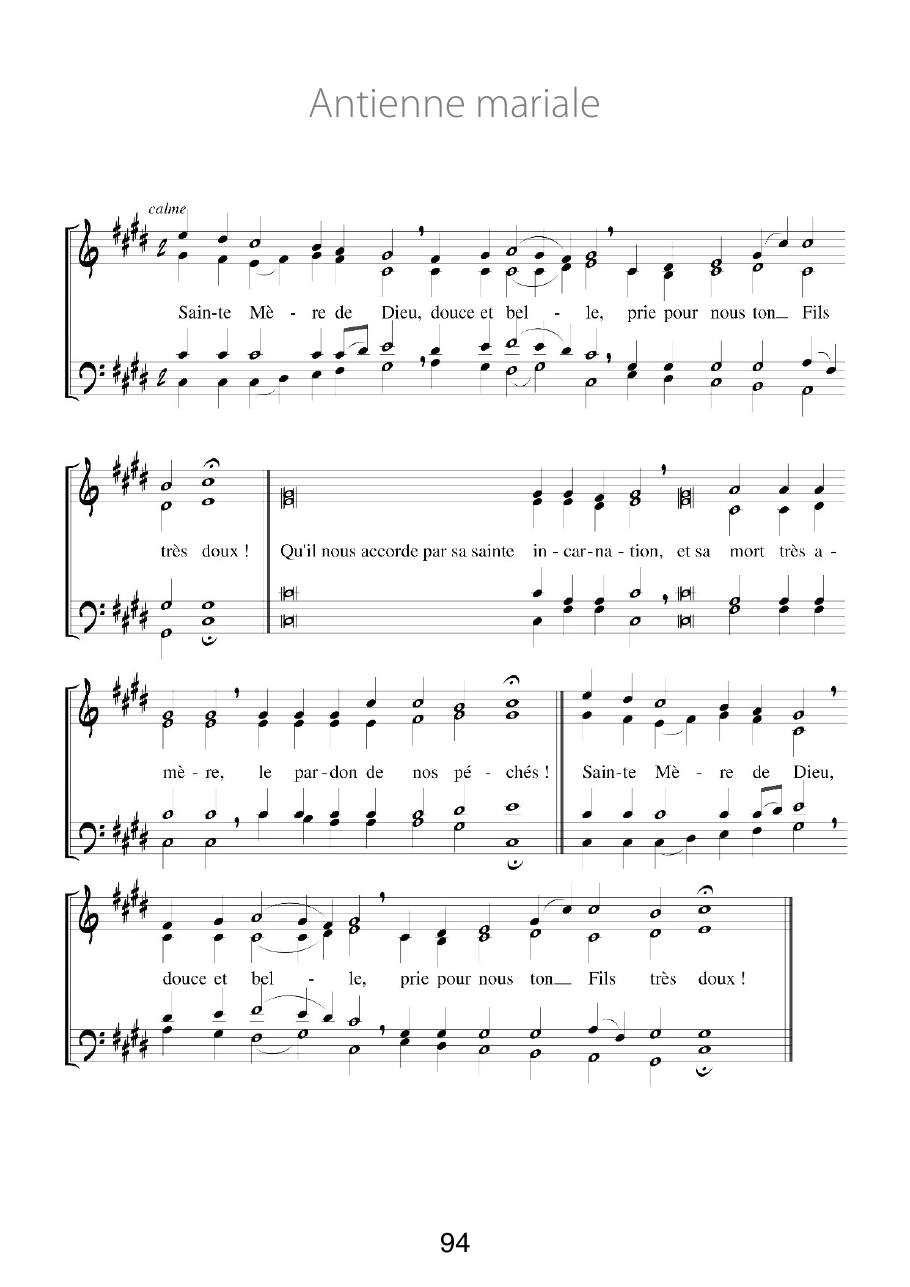 Antienne mariale
calme
Sain-te Mè - re de Dieu, douce et bel - le, prie pour nous ton_ Fils
très doux ! Qu'il nous accorde par sa sainte in-car-na-tion, et sa mort très a-
mè-re, le par-don de nos pé-chés ! Sain-te Mè - re de Dieu,
douce et bel - le, prie pour nous ton_ Fils très doux !
94